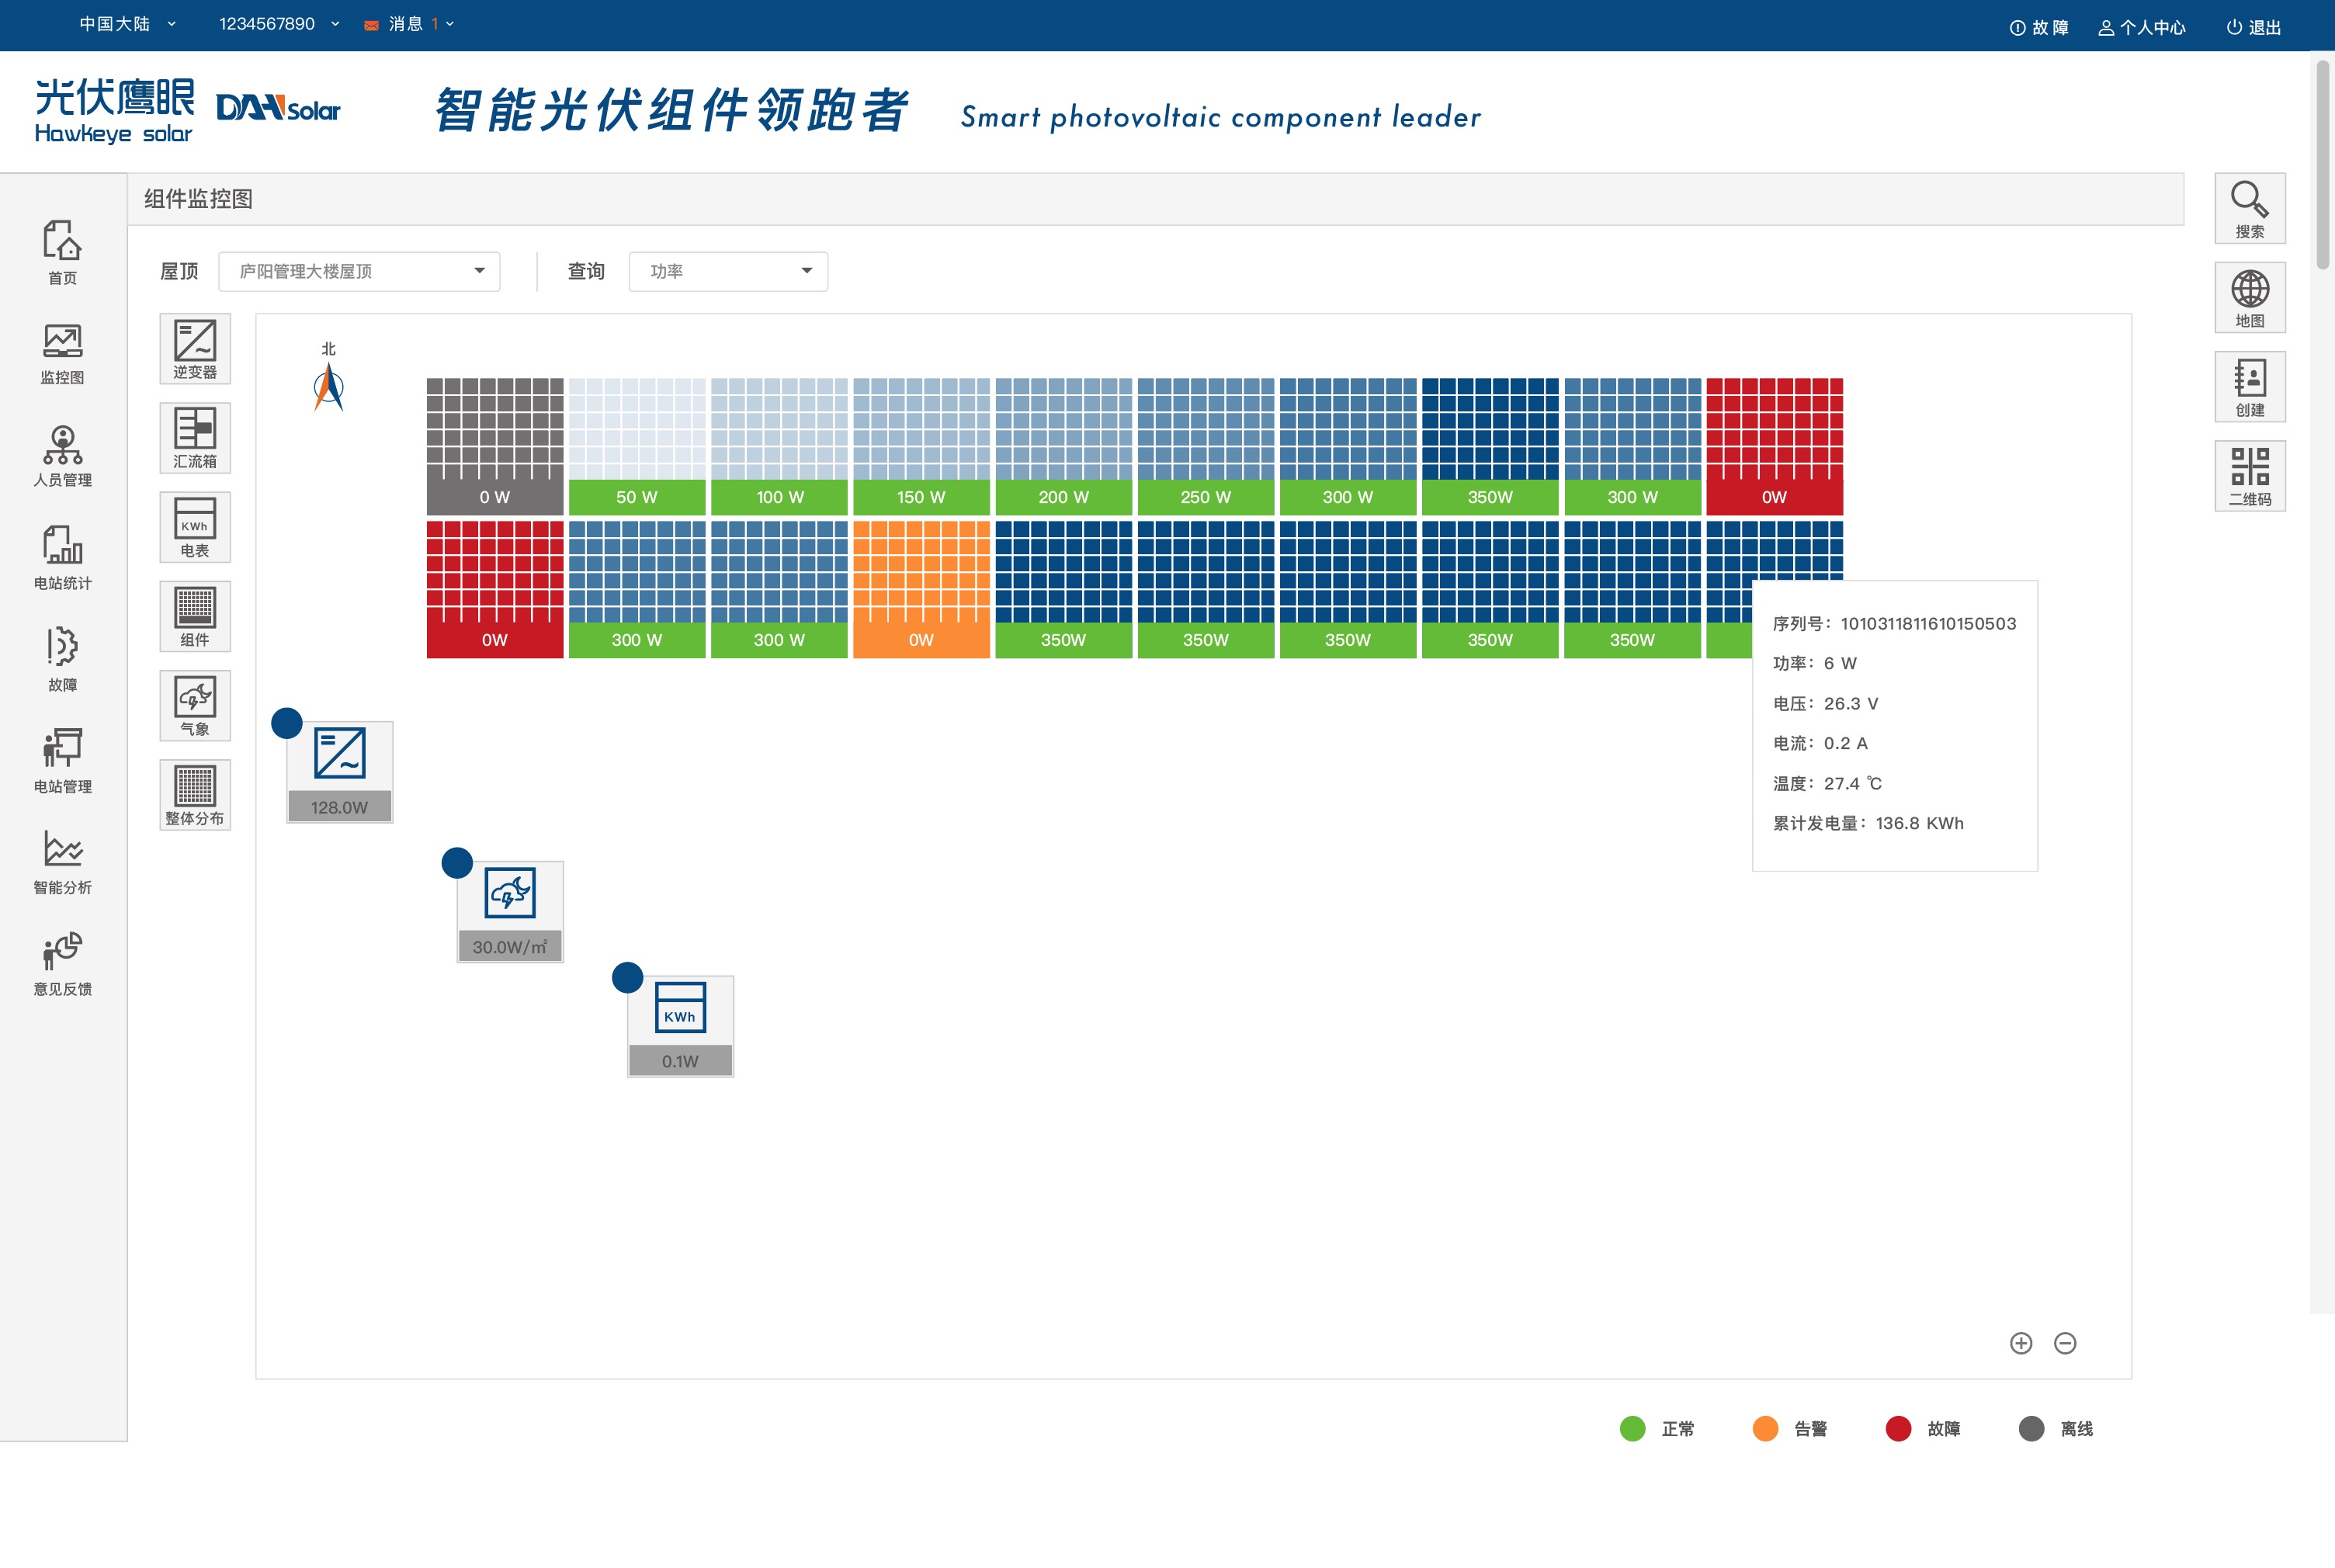 中国大陆
1234567890
消息 1
故 障
个人中心
退出
光伏鹰眼
Hawkeye solar
DAH Solar
智能光伏组件领跑者
Smart photovoltaic component leader
组件监控图
首页
监控图
人员管理
电站统计
故障
电站管理
智能分析
意见反馈
屋顶
庐阳管理大楼屋顶
查询
功率
逆变器
汇流箱
KWh
电表
组件
气象
整体分布
北
0 W
50 W
100 W
150 W
200 W
250 W
300 W
350W
300 W
0W
0W
300 W
300 W
0W
350W
350W
350W
350W
350W
序列号：1010311811610150503
功率：6 W
电压：26.3 V
电流：0.2 A
温度：27.4 ℃
累计发电量：136.8 KWh
128.0W
30.0W/㎡
KWh
0.1W
正常
告警
故障
离线
搜索
地图
创建
二维码